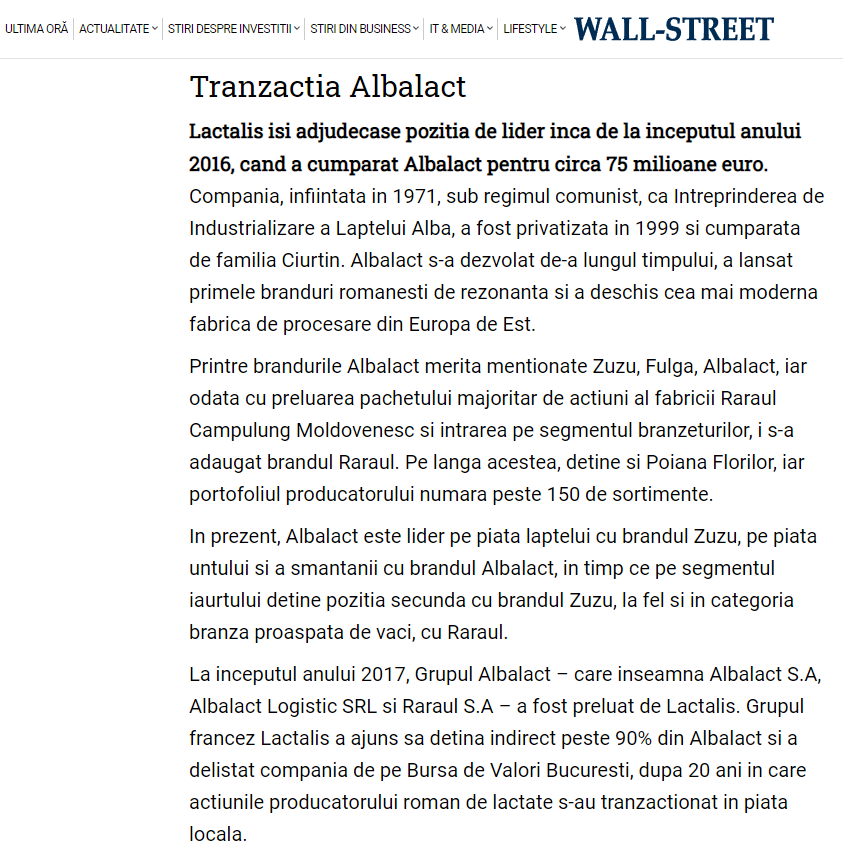 ULTIMA ORĂ ACTUALITATE STIRI DESPRE INVESTITII STIRI DIN BUSINESS IT & MEDIA LIFESTYLE WALL-STREET
Tranzactia Albalact
Lactalis isi adjudecase pozitia de lider inca de la inceputul anului
2016, cand a cumparat Albalact pentru circa 75 milioane euro.
Compania, infiintata in 1971, sub regimul comunist, ca Intreprinderea de
Industrializare a Laptelui Alba, a fost privatizata in 1999 si cumparata
de familia Ciurtin. Albalact s-a dezvolat de-a lungul timpului, a lansat
primele branduri romanesti de rezonanta si a deschis cea mai moderna
fabrica de procesare din Europa de Est.
Printre brandurile Albalact merita mentionate Zuzu, Fulga, Albalact, iar
odata cu preluarea pachetului majoritar de actiuni al fabricii Raraul
Campulung Moldovenesc si intrarea pe segmentul branzeturilor, i s-a
adaugat brandul Raraul. Pe langa acestea, detine si Poiana Florilor, iar
portofoliul producatorului numara peste 150 de sortimente.
In prezent, Albalact este lider pe piata laptelui cu brandul Zuzu, pe piata
untului si a smantanii cu brandul Albalact, in timp ce pe segmentul
iaurtului detine pozitia secunda cu brandul Zuzu, la fel si in categoria
branza proaspata de vaci, cu Raraul.
La inceputul anului 2017, Grupul Albalact – care inseamna Albalact S.A,
Albalact Logistic SRL si Raraul S.A – a fost preluat de Lactalis. Grupul
francez Lactalis a ajuns sa detina indirect peste 90% din Albalact si a
delistat compania de pe Bursa de Valori Bucuresti, dupa 20 ani in care
actiunile producatorului roman de lactate s-au tranzactionat in piata
locala.